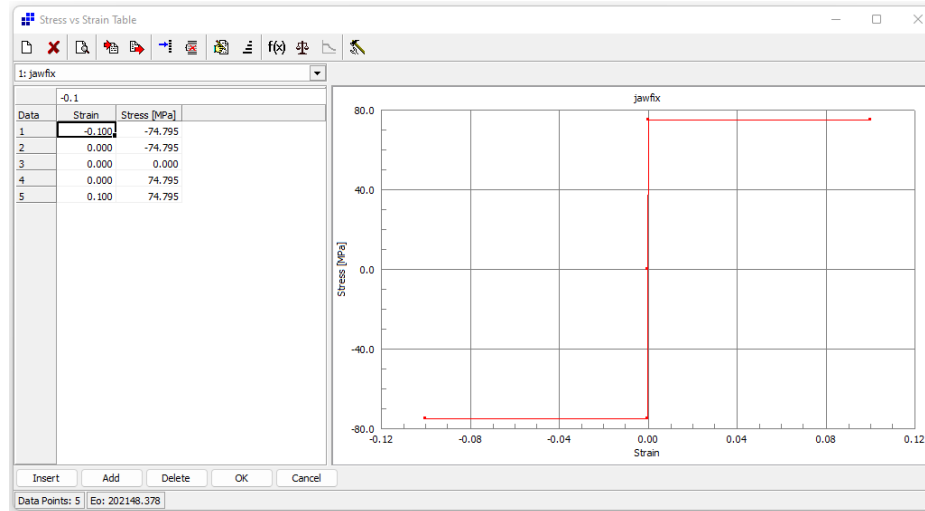 Stress vs Strain Table
f(x)
1: jawfix
-0.1
Data Strain Stress [MPa]
1 -0.100 -74.795
2 0.000 -74.795
3 0.000 0.000
4 0.000 74.795
5 0.100 74.795
jawfix
80.0
40.0
0.0
-40.0
-80.0
Stress [MPa]
-0.12 -0.08 -0.04 0.00 0.04 0.08 0.12
Strain
Insert Add Delete OK Cancel
Data Points: 5 Eo: 202148.378